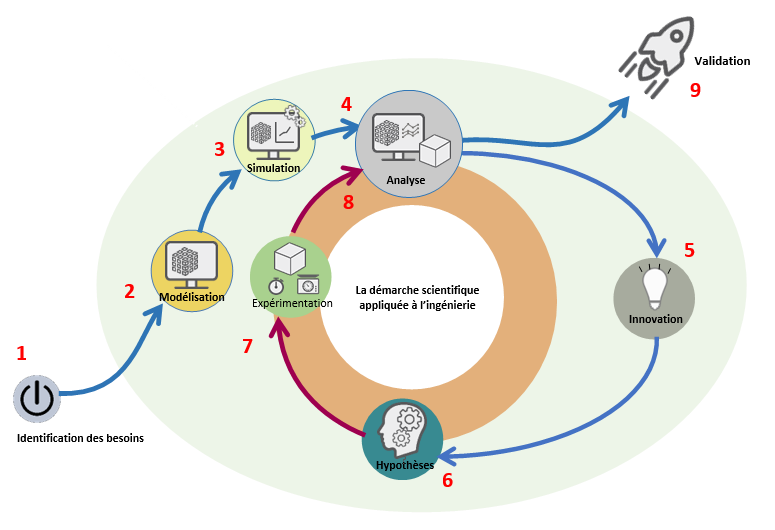 1
Identification des besoins
2
Modélisation
3
Simulation
4
Analyse
5
Innovation
6
Hypothèses
7
Expérimentation
8
9
Validation
La démarche scientifique
appliquée à l'ingénierie